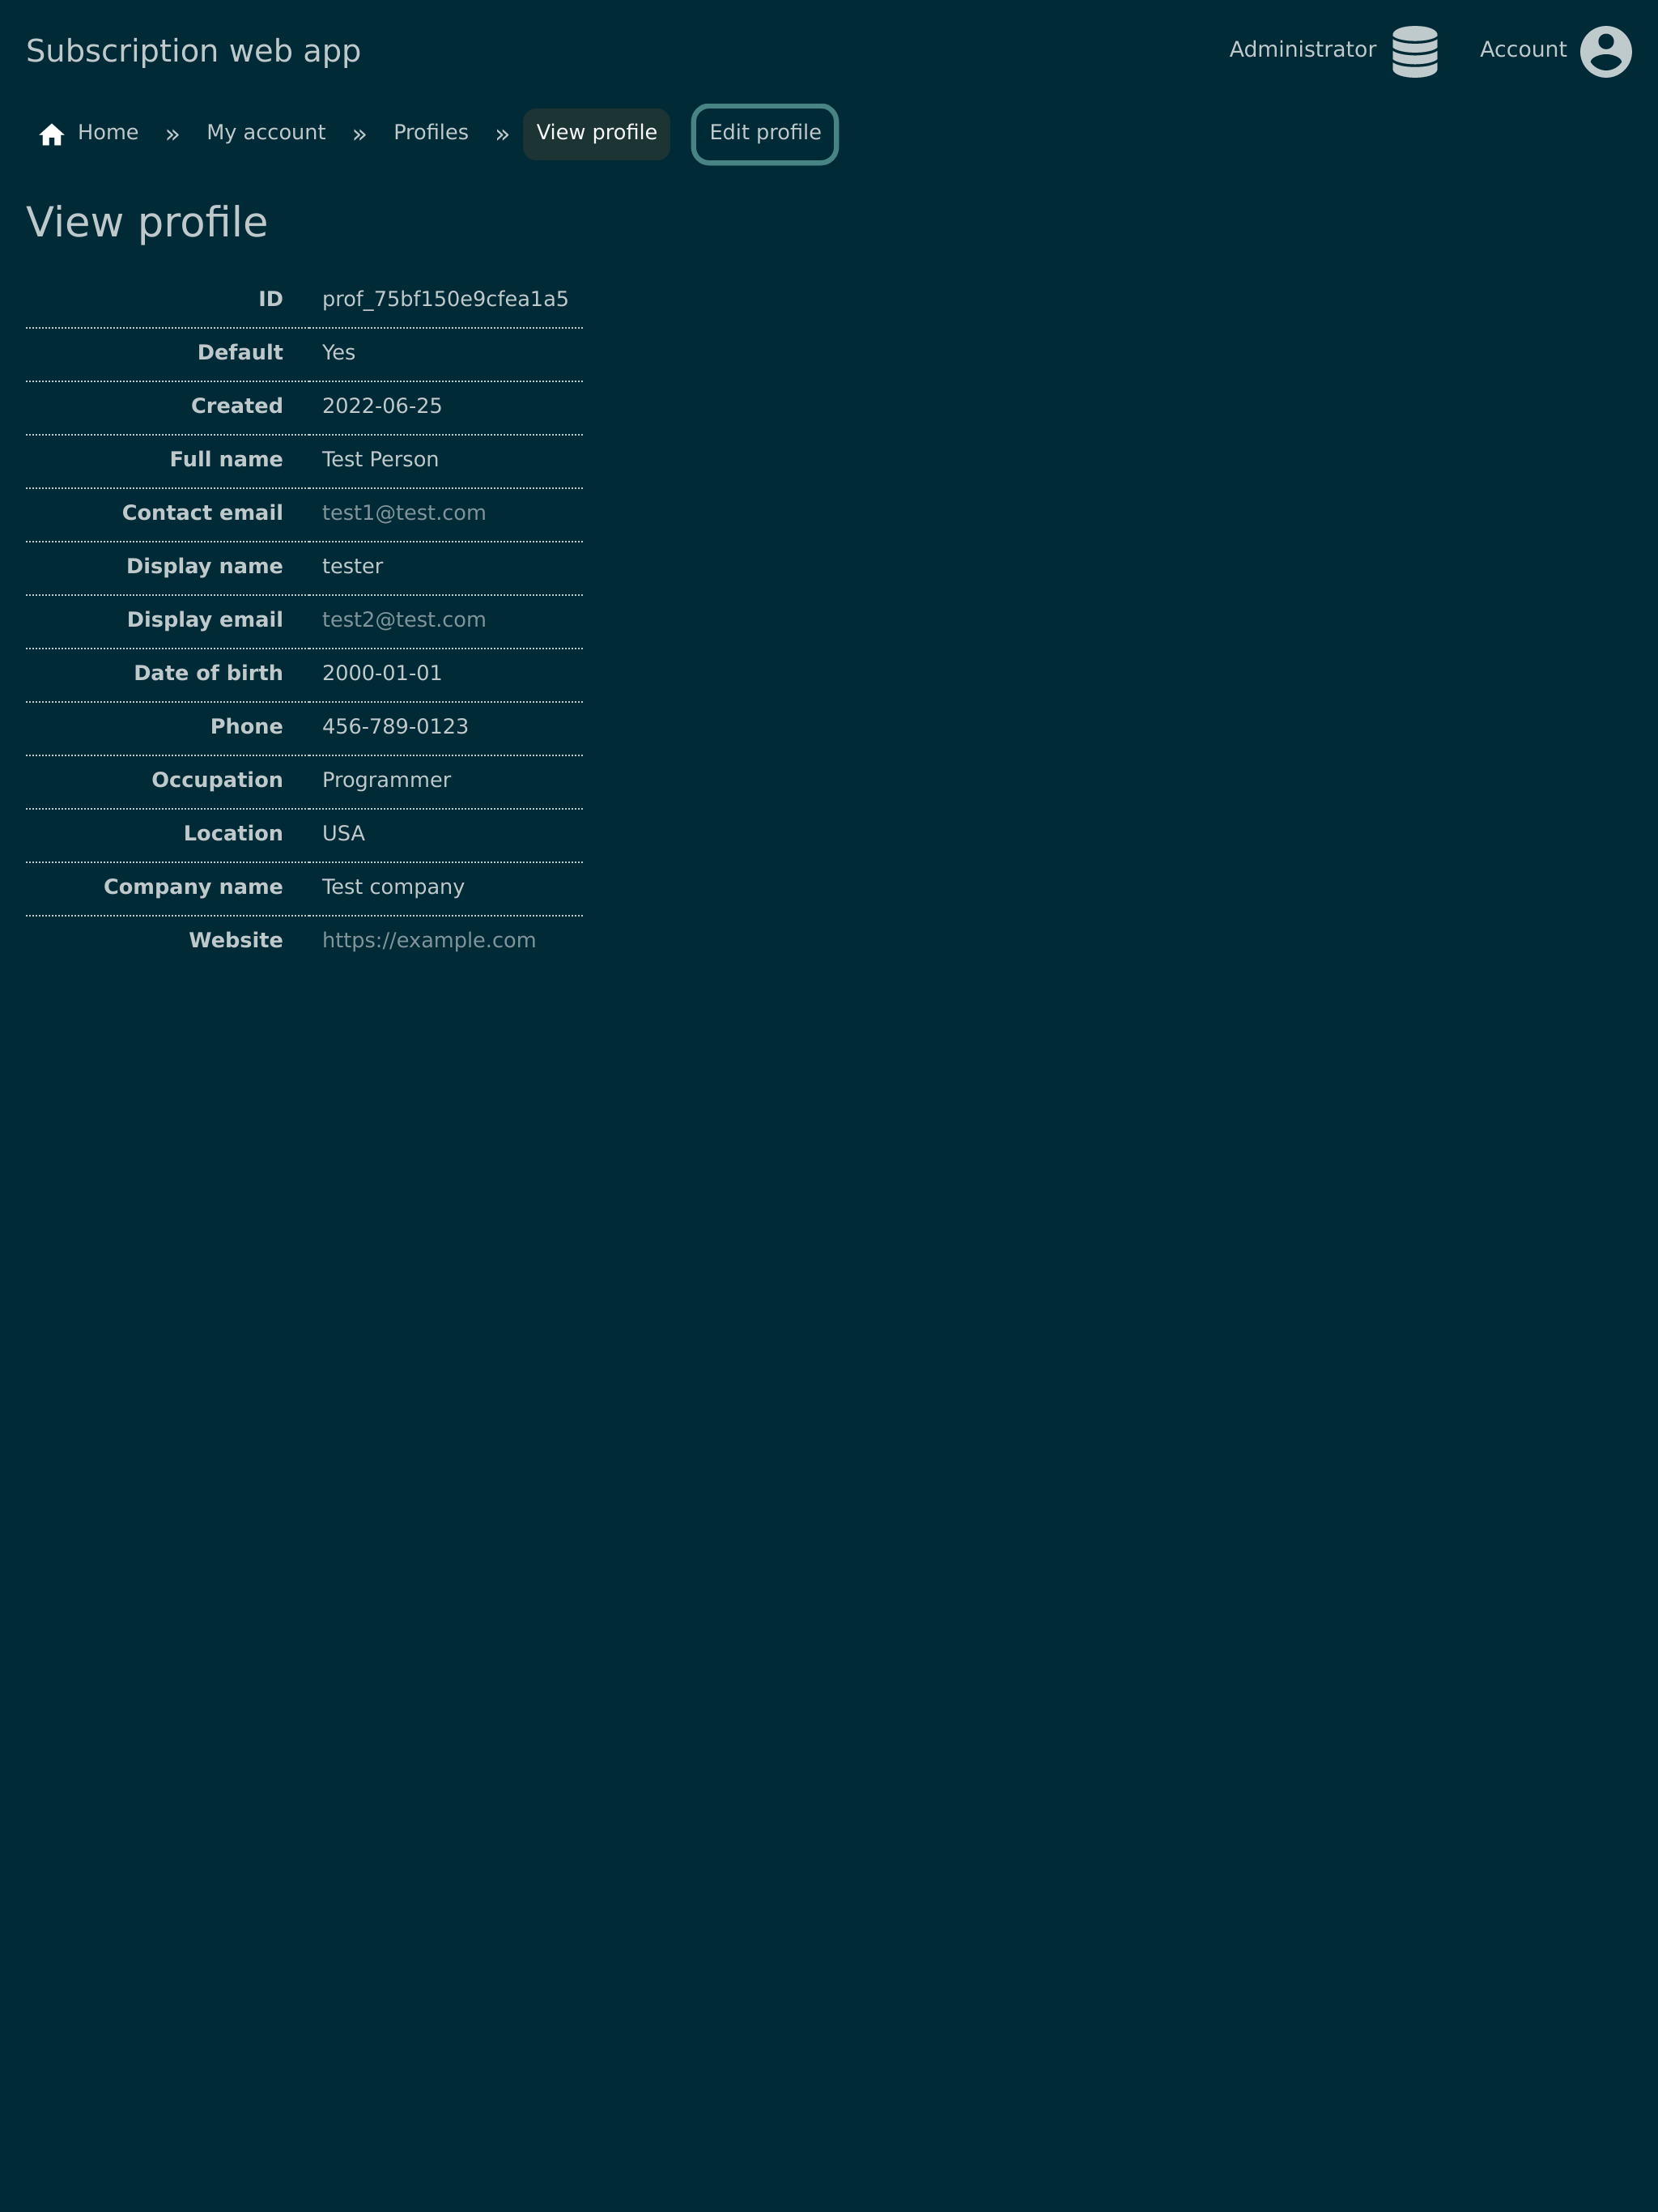 Subscription web app
Administrator
Account
Home » My account » Profiles » View profile Edit profile
View profile
ID prof_75bf150e9cfea1a5
Default Yes
Created 2022-06-25
Full name Test Person
Contact email test1@test.com
Display name tester
Display email test2@test.com
Date of birth 2000-01-01
Phone 456-789-0123
Occupation Programmer
Location USA
Company name Test company
Website https://example.com